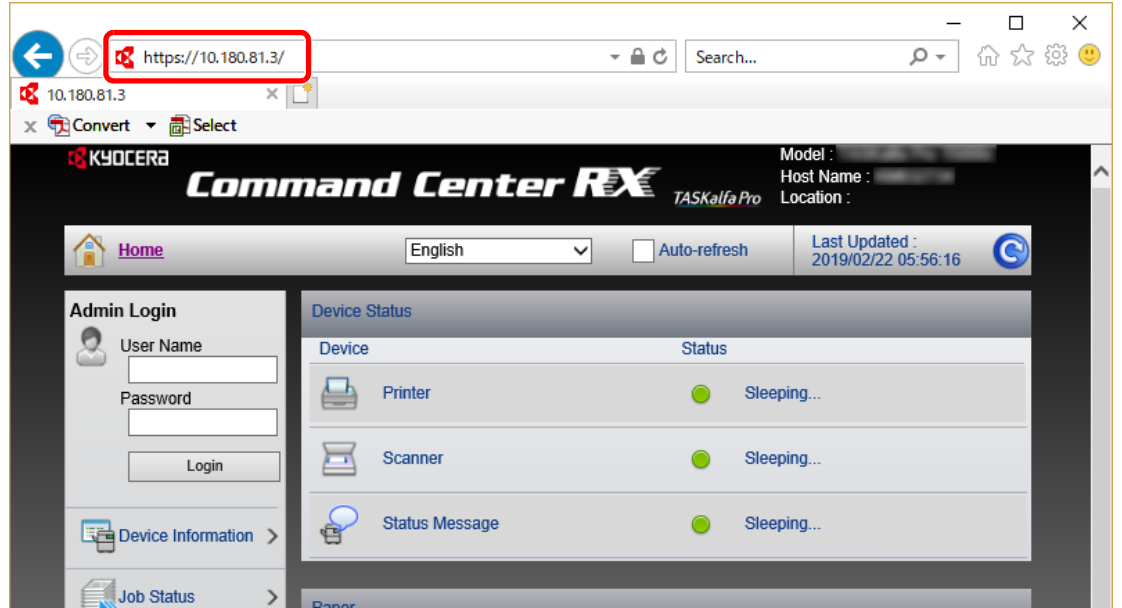 https://10.180.81.3/
Search...
10.180.81.3
Convert
Select
KYOCERA
Command Center RX
TASKalfa Pro
Model :
Host Name :
Location :
Home
English
Auto-refresh
Last Updated :
2019/02/22 05:56:16
Admin Login
User Name
Password
Login
Device Information
Job Status
Device Status
Device Status
Printer Sleeping...
Scanner Sleeping...
Status Message Sleeping...
Paper